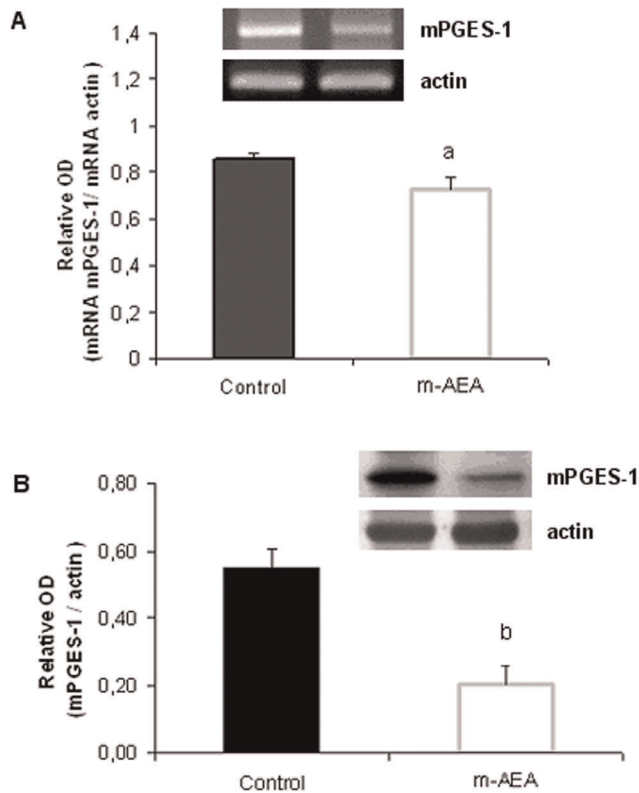 A
mPGES-1
actin
Relative OD
(mRNA mPGES-1/ mRNA actin )
1,4
1,2
1
0,8
0,6
0,4
0,2
0
a
Control
m-AEA
B
mPGES-1
actin
Relative OD
(mPGES-1 / actin )
0,80
0,60
0,40
0,20
0,00
b
Control
m-AEA